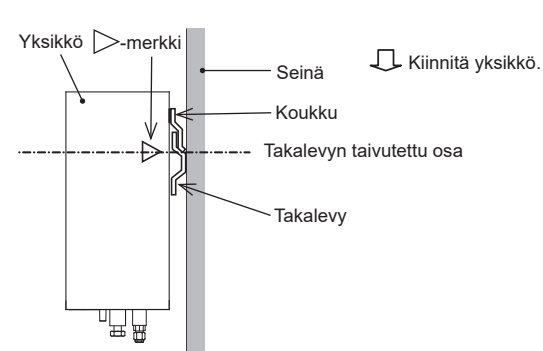 Yksikkö ▷-merkki
Seinä
Kiinnitä yksikkö.
Koukku
Takalevyn taivutettu osa
Takalevy